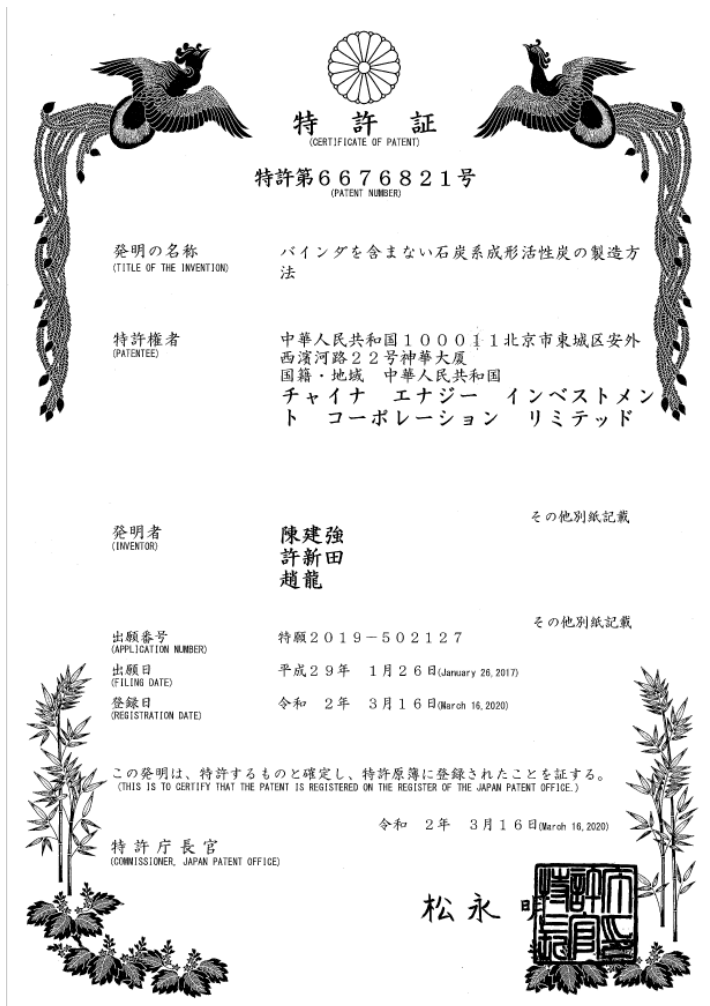 特許証
(CERTIFICATE OF PATENT)
特許第6676821号
(PATENT NUMBER)
発明の名称
(TITLE OF THE INVENTION)
バインダを含まない石炭系成形活性炭の製造方
法
特許権者
(PATENTEE)
中華人民共和国100011北京市東城区安外
西濱河路22号神華大厦
国籍・地域 中華人民共和国
チャイナ エナジー インベストメン
ト コーポレーション リミテッド
その他別紙記載
発明者
(INVENTOR)
陳建強
許新田
趙龍
その他別紙記載
出願番号
(APPLICATION NUMBER)
特願2019-502127
出願日
(FILING DATE)
平成29年 1月26日(January 26,2017)
登録日
(REGISTRATION DATE)
令和 2年 3月16日(March 16,2020)
この発明は、特許するものと確定し、特許原簿に登録されたことを証する。
(THIS IS TO CERTIFY THAT THE PATENT IS REGISTERED ON THE REGISTER OF THE JAPAN PATENT OFFICE.)
令和 2年 3月16日(March 16,2020)
特許庁長官
(COMMISSIONER, JAPAN PATENT OFFICE)
松永明